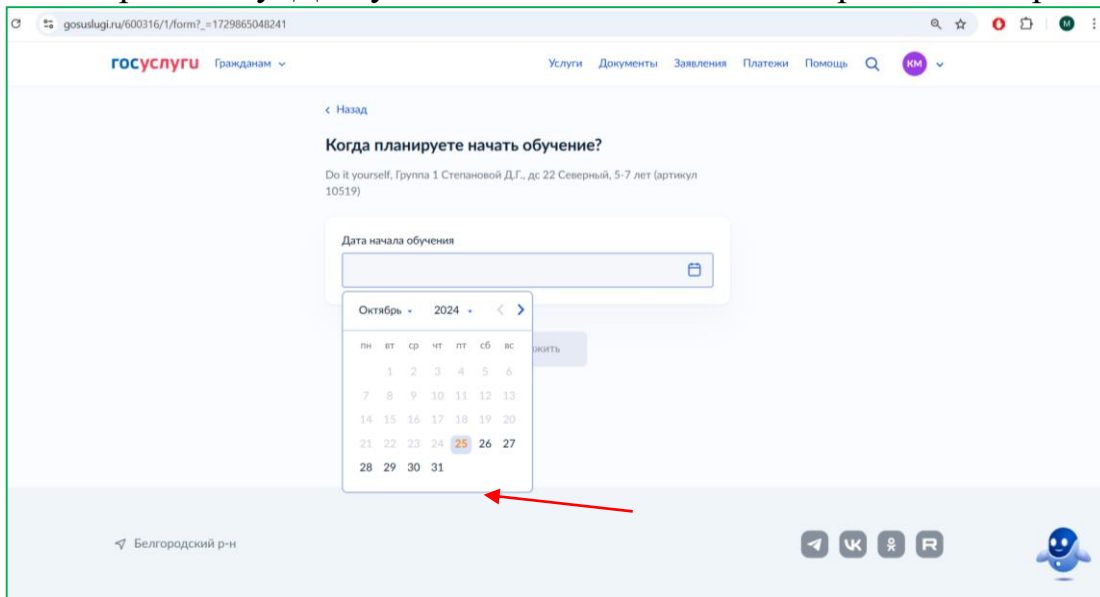 gosuslugi.ru/600316/1/form?_=1729865048241
M
госуслуги Гражданам Услуги Документы Заявления Платежи Помощь КМ
Назад
Когда планируете начать обучение?
Do it yourself, Группа 1 Степановой Д.Г., дс 22 Северный, 5-7 лет (артикул
10519)
Дата начала обучения
Октябрь 2024
пн вт ср чт пт сб вс
1 2 3 4 5 6
7 8 9 10 11 12 13
14 15 16 17 18 19 20
21 22 23 24 25 26 27
28 29 30 31
Белгородский р-н